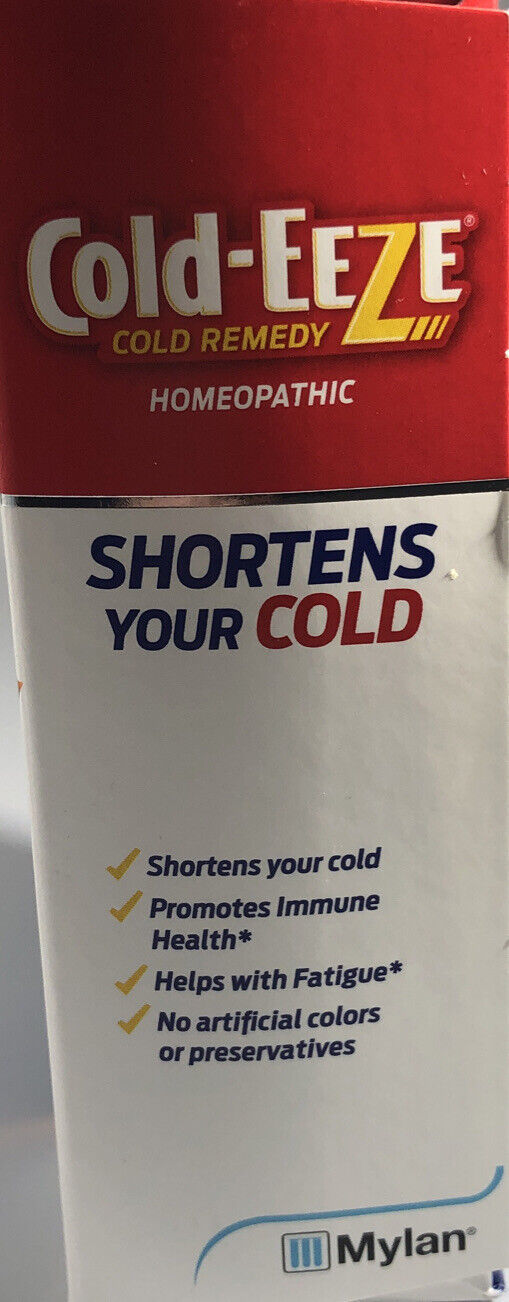 Cold-EEZE®
COLD REMEDY
HOMEOPATHIC
SHORTENS
YOUR COLD
Shortens your cold
Promotes Immune
Health*
Helps with Fatigue*
No artificial colors
or preservatives
Mylan®